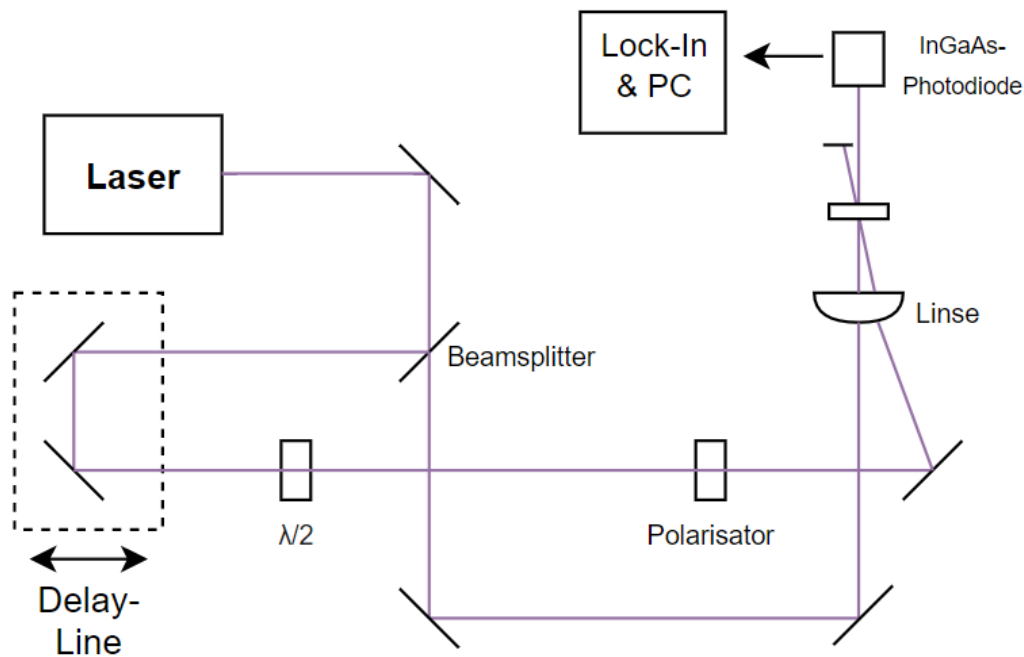 Lock-In
& PC
InGaAs-
Photodiode
Laser
Linse
Beamsplitter
λ/2
Polarisator
Delay-
Line